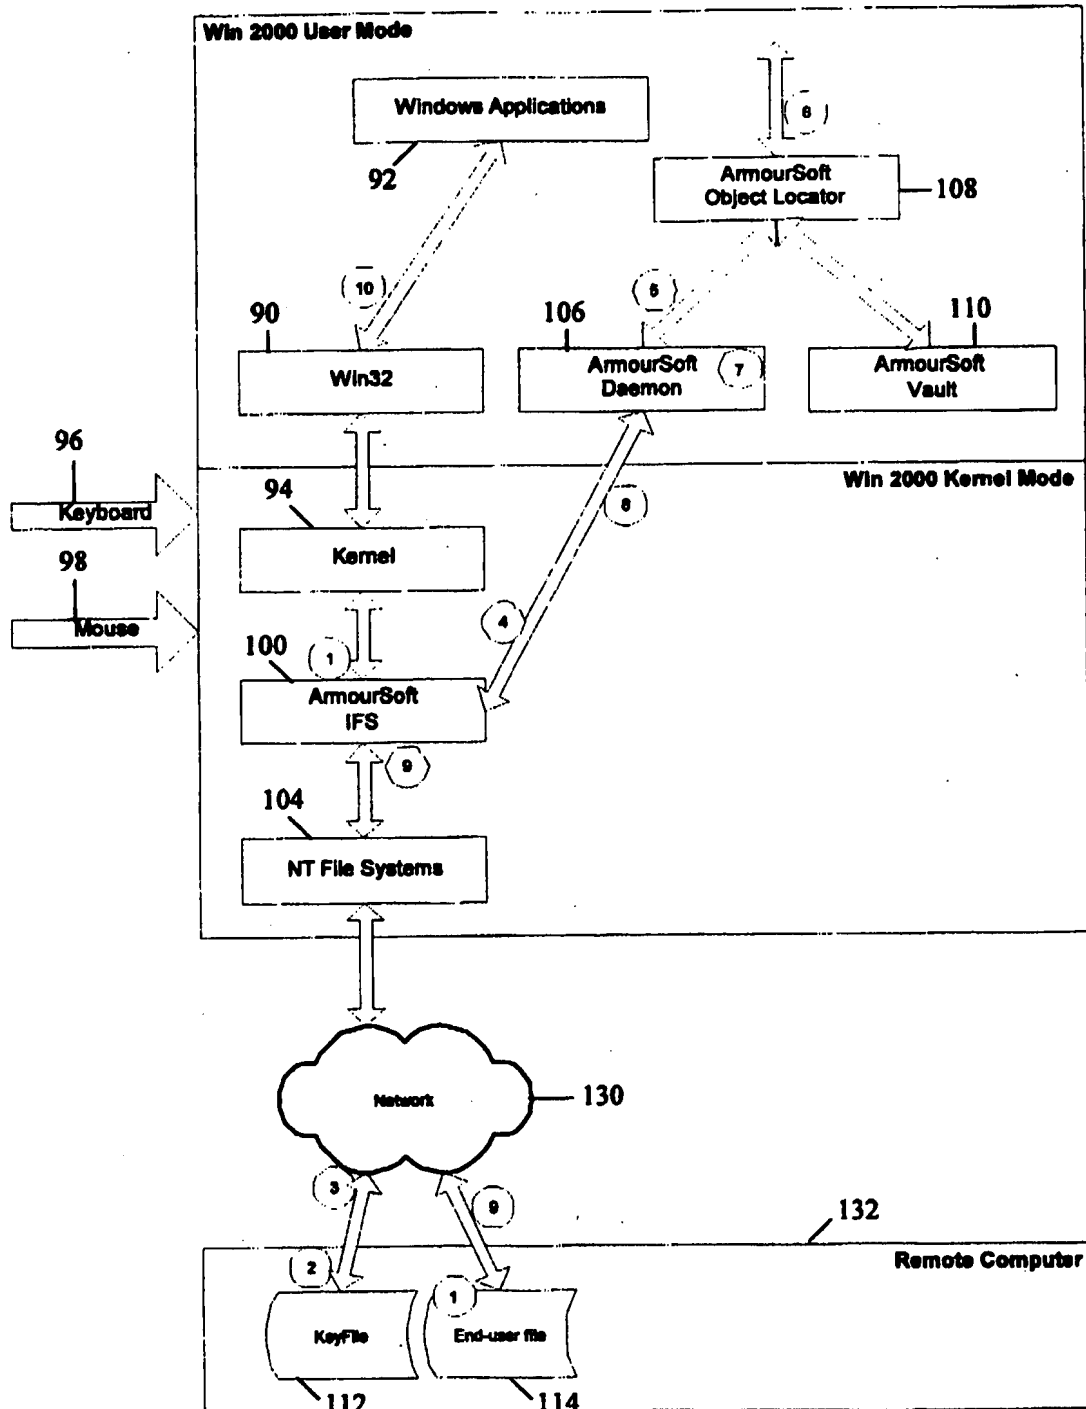 Win 2000 User Mode
Windows Applications
92
6
ArmourSoft
Object Locator
108
10
5
90
106
110
Win32
ArmourSoft
Daemon
7
ArmourSoft
Vault
96
Win 2000 Kernel Mode
Keyboard
94
8
Kernel
98
Mouse
4
100
1
ArmourSoft
IFS
9
104
NT File Systems
Network
130
3
9
132
Remote Computer
2
1
KeyFile
End-user file
112
114